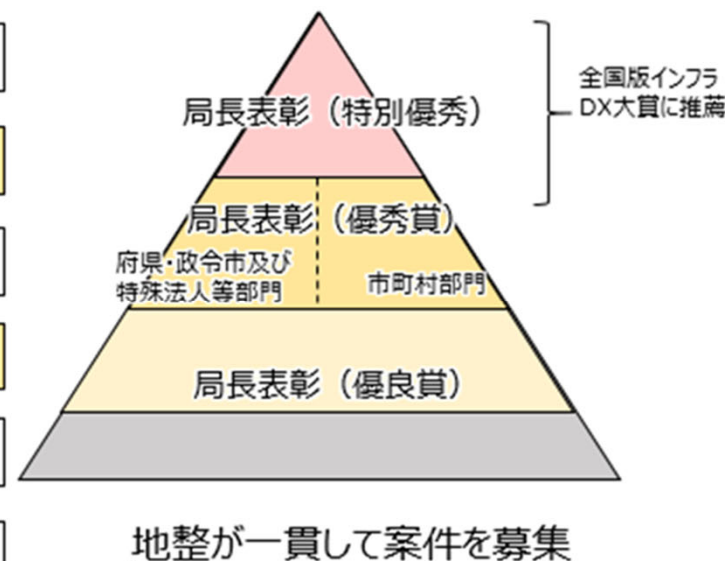 局長表彰（特別優秀）
全国版インフラ
DX大賞に推薦
局長表彰（優秀賞）
府県・政令市及び
特殊法人等部門
市町村部門
局長表彰（優良賞）
地整が一貫して案件を募集